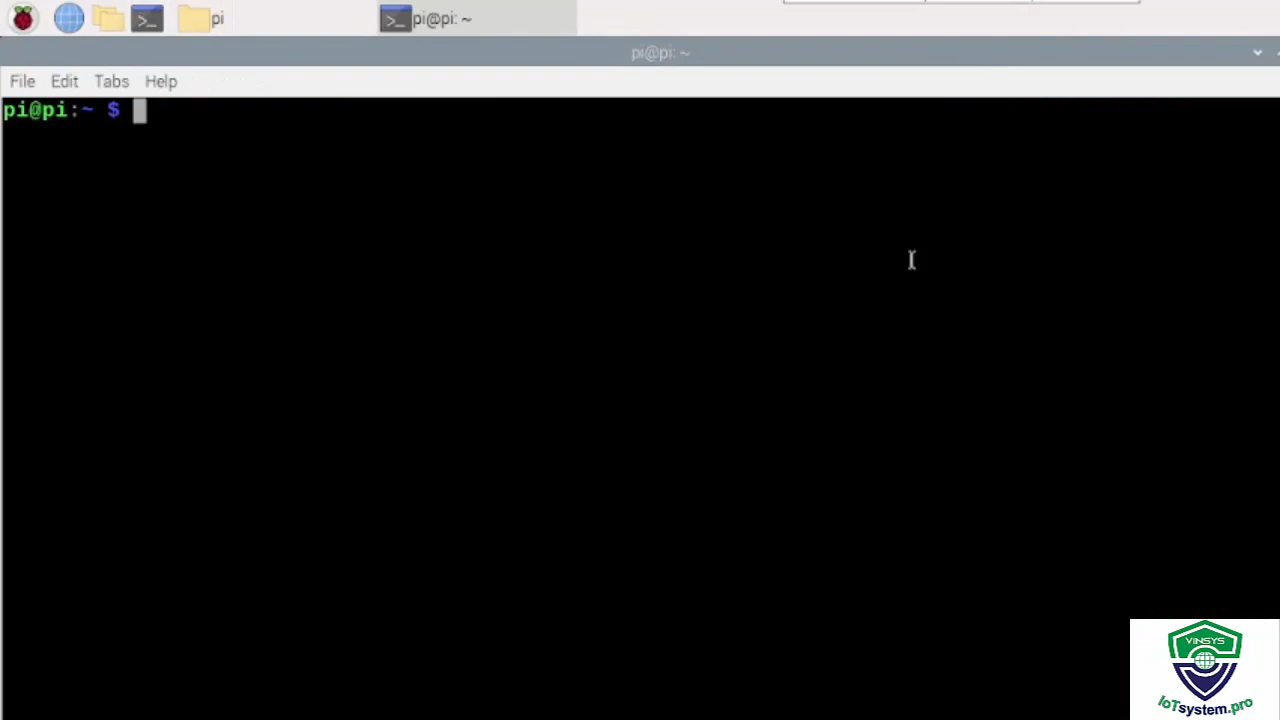 pi
pi@pi: ~
pi@pi: ~
File Edit Tabs Help
pi@pi:~ $
VINSYS
IoTsystem.pro